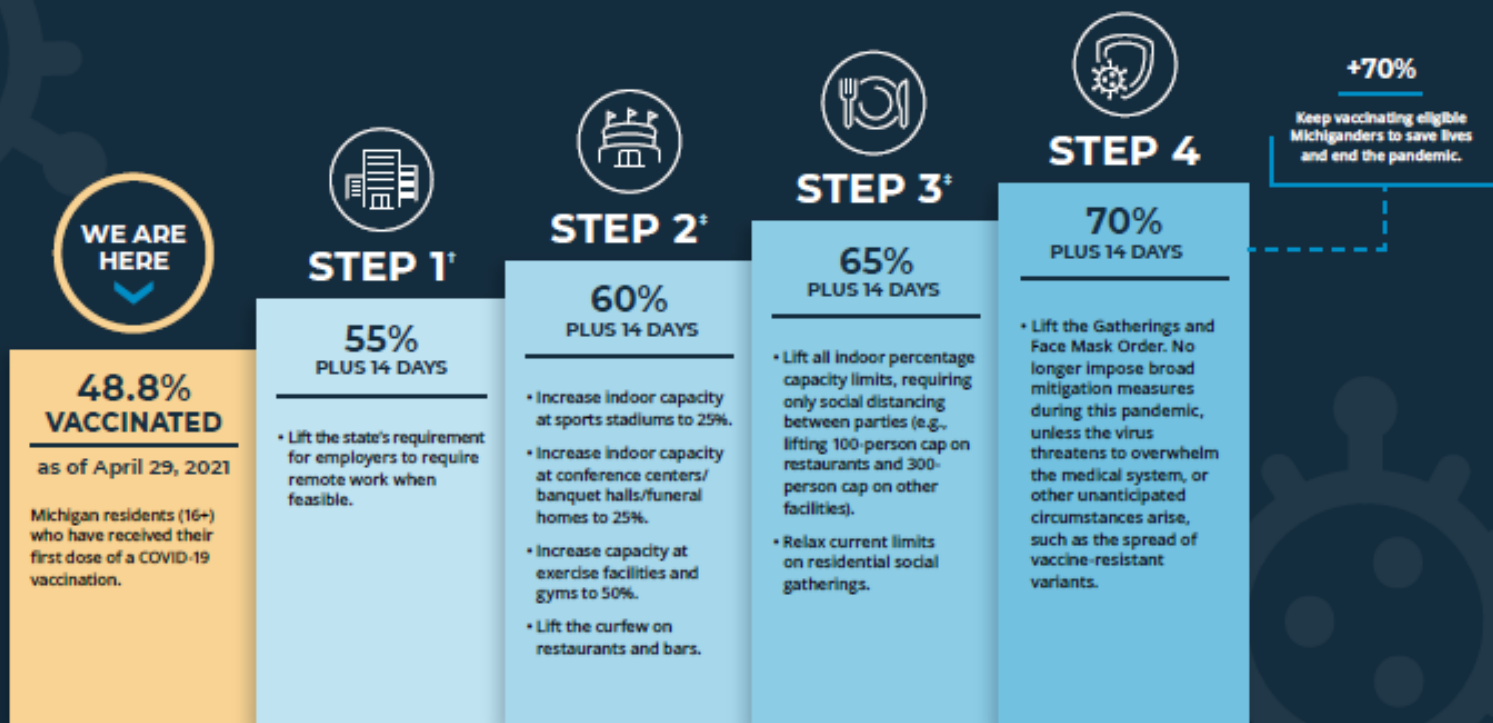 WE ARE
HERE
48.8%
VACCINATED
as of April 29, 2021
Michigan residents (16+)
who have received their
first dose of a COVID-19
vaccination.
STEP 1†
55%
PLUS 14 DAYS
• Lift the state's requirement
for employers to require
remote work when
feasible.
STEP 2‡
60%
PLUS 14 DAYS
• Increase indoor capacity
at sports stadiums to 25%.
• Increase indoor capacity
at conference centers/
banquet halls/funeral
homes to 25%.
• Increase capacity at
exercise facilities and
gyms to 50%.
• Lift the curfew on
restaurants and bars.
STEP 3‡
65%
PLUS 14 DAYS
• Lift all indoor percentage
capacity limits, requiring
only social distancing
between parties (e.g.,
lifting 100-person cap on
restaurants and 300-
person cap on other
facilities).
• Relax current limits
on residential social
gatherings.
STEP 4
70%
PLUS 14 DAYS
• Lift the Gatherings and
Face Mask Order. No
longer impose broad
mitigation measures
during this pandemic,
unless the virus
threatens to overwhelm
the medical system, or
other unanticipated
circumstances arise,
such as the spread of
vaccine-resistant
variants.
+70%
Keep vaccinating eligible
Michiganders to save lives
and end the pandemic.